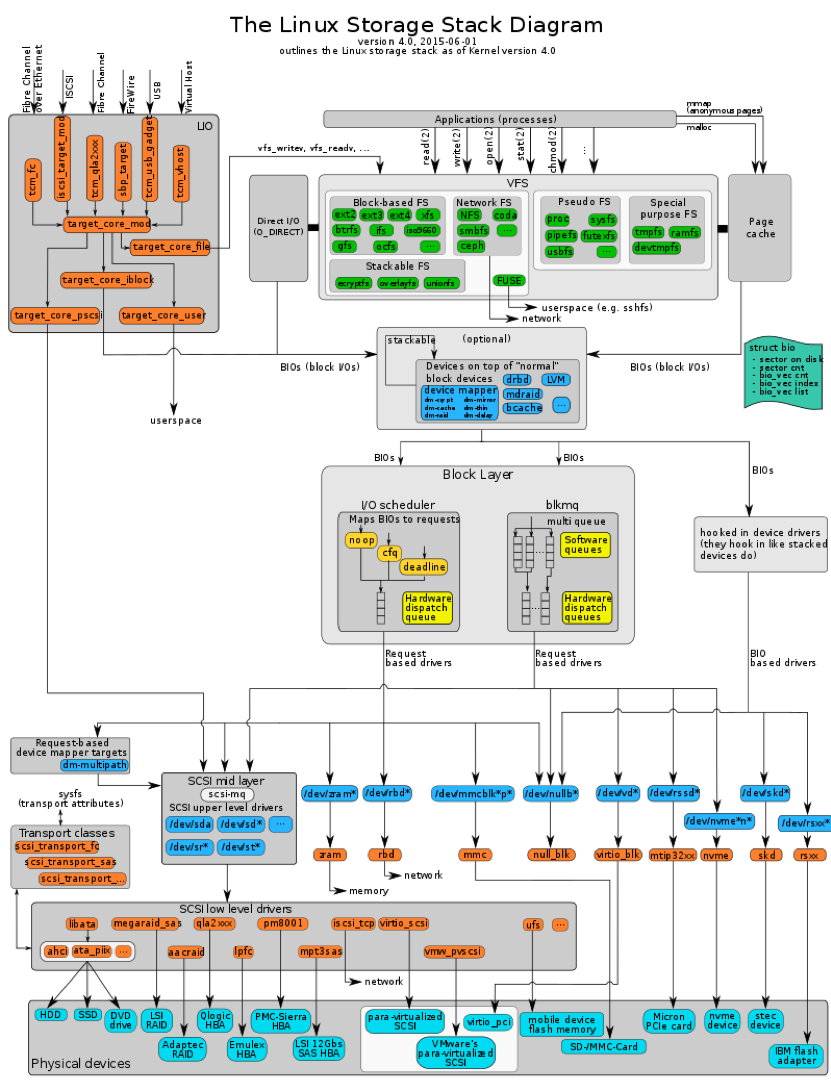 The Linux Storage Stack Diagram
version 4.0, 2015-06-01
outlines the Linux storage stack as of Kernel version 4.0
Fibre Channel
over Ethernet
ISCSI
Fibre Channel
FireWire
USB
Virtual Host
LIO
tcm_fc
iscsi_target_mod
tcm_qla2xxx
sbp_target
tcm_usb_gadget
tcm_vhost
target_core_mod
target_core_file
target_core_iblock
target_core_pscsi
target_core_user
userspace
vfs_writev, vfs_readv, ...
Applications (processes)
mmap
(anonymous pages)
malloc
read(2)
write(2)
open(2)
stat(2)
chmod(2)
...
VFS
Direct I/O
(O_DIRECT)
Block-based FS
ext2
ext3
ext4
xfs
btrfs
ifs
iso9660
gfs
ocfs
...
Network FS
NFS
coda
smbfs
...
ceph
Stackable FS
ecryptfs
overlayfs
unionfs
FUSE
Pseudo FS
proc
sysfs
pipefs
futexfs
usbfs
...
Special
purpose FS
tmpfs
ramfs
devtmpfs
Page
cache
userspace (e.g. sshfs)
network
BIOs (block I/Os)
BIOs (block I/Os)
stackable
(optional)
Devices on top of "normal"
block devices
drbd
LVM
device mapper
dm-crypt
dm-mirror
dm-cache
dm-thin
dm-raid
dm-delay
mdraid
bcache
...
struct bio
- sector on disk
- sector cnt
- bio_vec cnt
- bio_vec index
- bio_vec list
BIOs
BIOs
BIOs
Block Layer
I/O scheduler
Maps BIOs to requests
noop
cfq
deadline
Hardware
dispatch
queue
blkmq
multi queue
Software
queues
Hardware
dispatch
queues
hooked in device drivers
(they hook in like stacked
devices do)
Request
based drivers
Request
based drivers
BIO
based drivers
Request-based
device mapper targets
dm-multipath
sysfs
(transport attributes)
Transport classes
scsi_transport_fc
scsi_transport_sas
scsi_transport_...
SCSI mid layer
scsi-mq
SCSI upper level drivers
/dev/sda
/dev/sd*
...
/dev/sr*
/dev/st*
/dev/zram*
/dev/rbd*
/dev/mmcblk*p*
/dev/nullb*
/dev/vd*
/dev/rssd*
/dev/nvme*n*
/dev/skd*
/dev/rsxx*
zram
rbd
mmc
null_blk
virtio_blk
mtip32xx
nvme
skd
rsxx
memory
network
SCSI low level drivers
libata
ahci
ata_piix
...
megaraid_sas
aacraid
qla2xxx
lpfc
pm8001
mpt3sas
iscsi_tcp
virtio_scsi
vmw_pvscsi
ufs
...
network
HDD
SSD
DVD
drive
LSI
RAID
Adaptec
RAID
Qlogic
HBA
Emulex
HBA
PMC-Sierra
HBA
LSI 12Gbs
SAS HBA
para-virtualized
SCSI
VMware's
para-virtualized
SCSI
virtio_pci
mobile device
flash memory
SD-/MMC-Card
Micron
PCIe card
nvme
device
stec
device
IBM flash
adapter
Physical devices